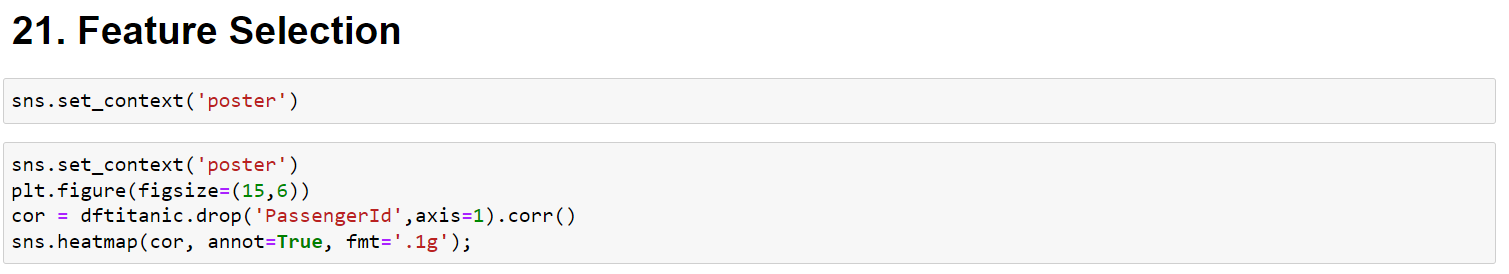 21. Feature Selection
sns.set_context('poster')
sns.set_context('poster')
plt.figure(figsize=(15,6))
cor = dftitanic.drop('PassengerId',axis=1).corr()
sns.heatmap(cor, annot=True, fmt='.1g');